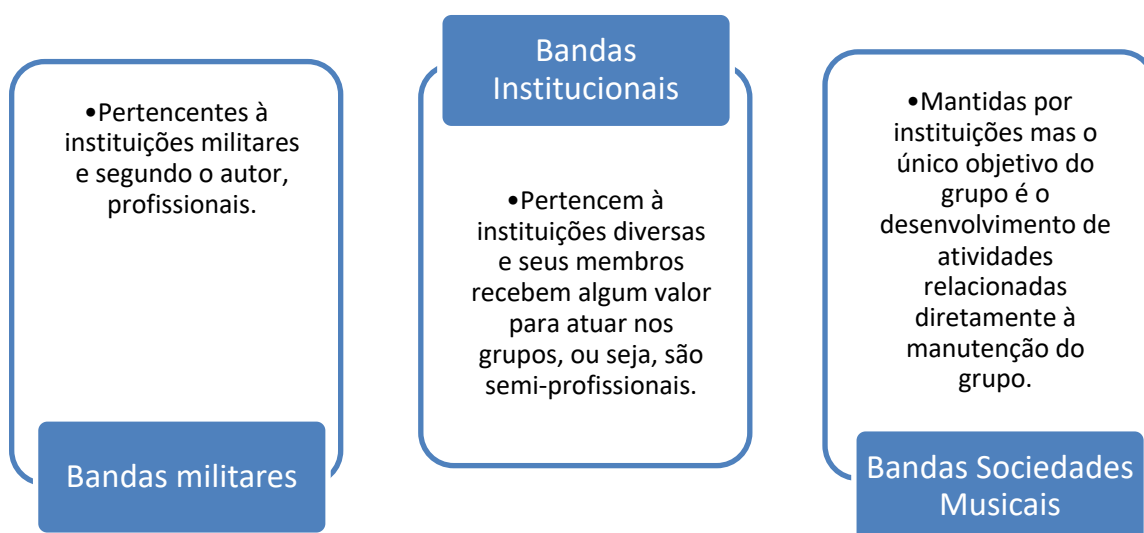 •Pertencentes à
instituições militares
e segundo o autor,
profissionais.
Bandas militares
Bandas
Institucionais
•Pertencem à
instituições diversas
e seus membros
recebem algum valor
para atuar nos
grupos, ou seja, são
semi-profissionais.
•Mantidas por
instituições mas o
único objetivo do
grupo é o
desenvolvimento de
atividades
relacionadas
diretamente à
manutenção do
grupo.
Bandas Sociedades
Musicais